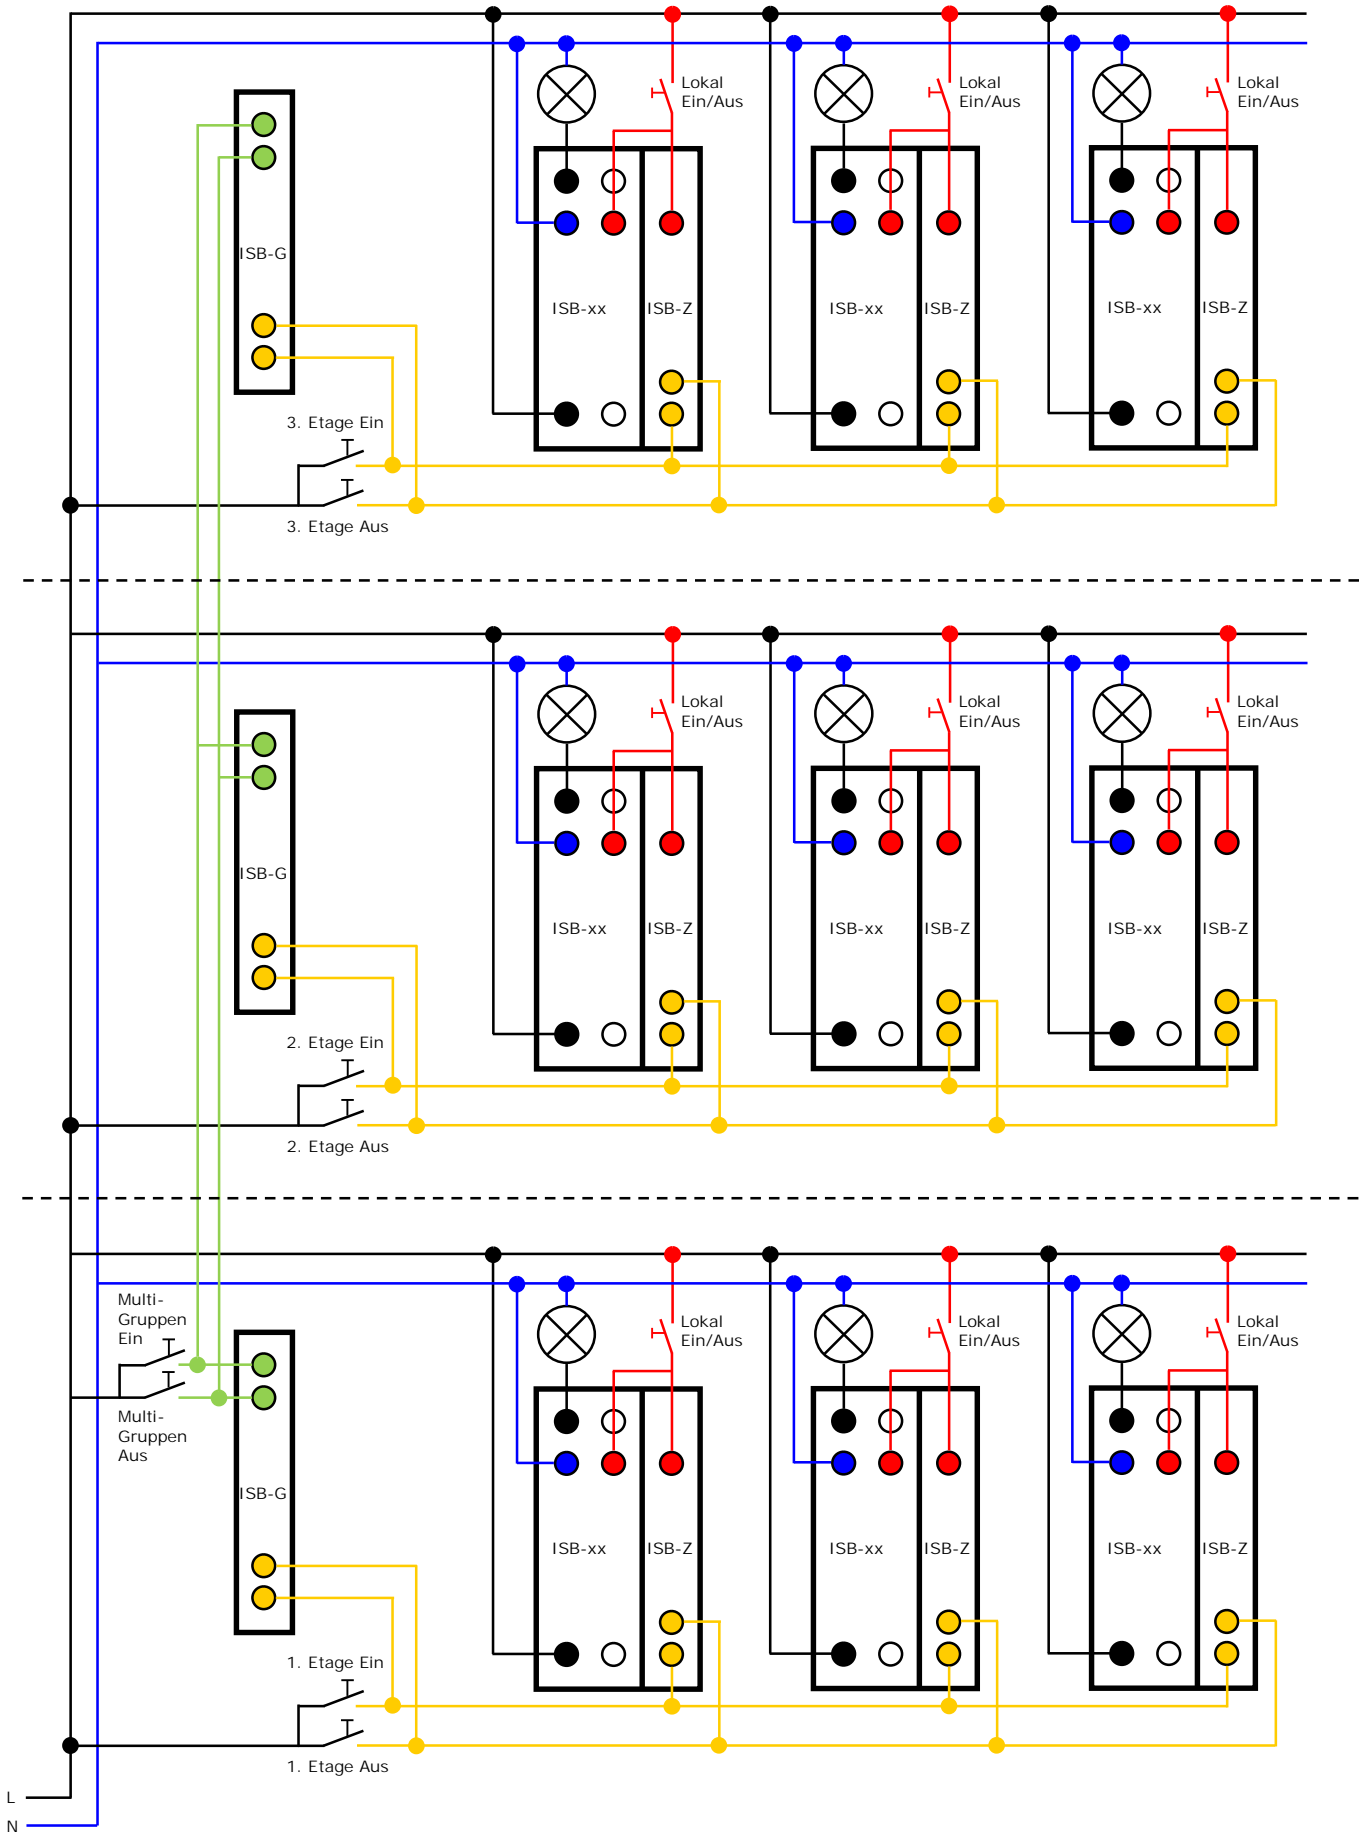 Lokal
Ein/Aus
Lokal
Ein/Aus
Lokal
Ein/Aus
ISB-G
ISB-xx
ISB-Z
ISB-xx
ISB-Z
ISB-xx
ISB-Z
3. Etage Ein
3. Etage Aus
Lokal
Ein/Aus
Lokal
Ein/Aus
Lokal
Ein/Aus
ISB-G
ISB-xx
ISB-Z
ISB-xx
ISB-Z
ISB-xx
ISB-Z
2. Etage Ein
2. Etage Aus
Multi-
Gruppen
Ein
Lokal
Ein/Aus
Lokal
Ein/Aus
Lokal
Ein/Aus
Multi-
Gruppen
Aus
ISB-G
ISB-xx
ISB-Z
ISB-xx
ISB-Z
ISB-xx
ISB-Z
1. Etage Ein
1. Etage Aus
L
N